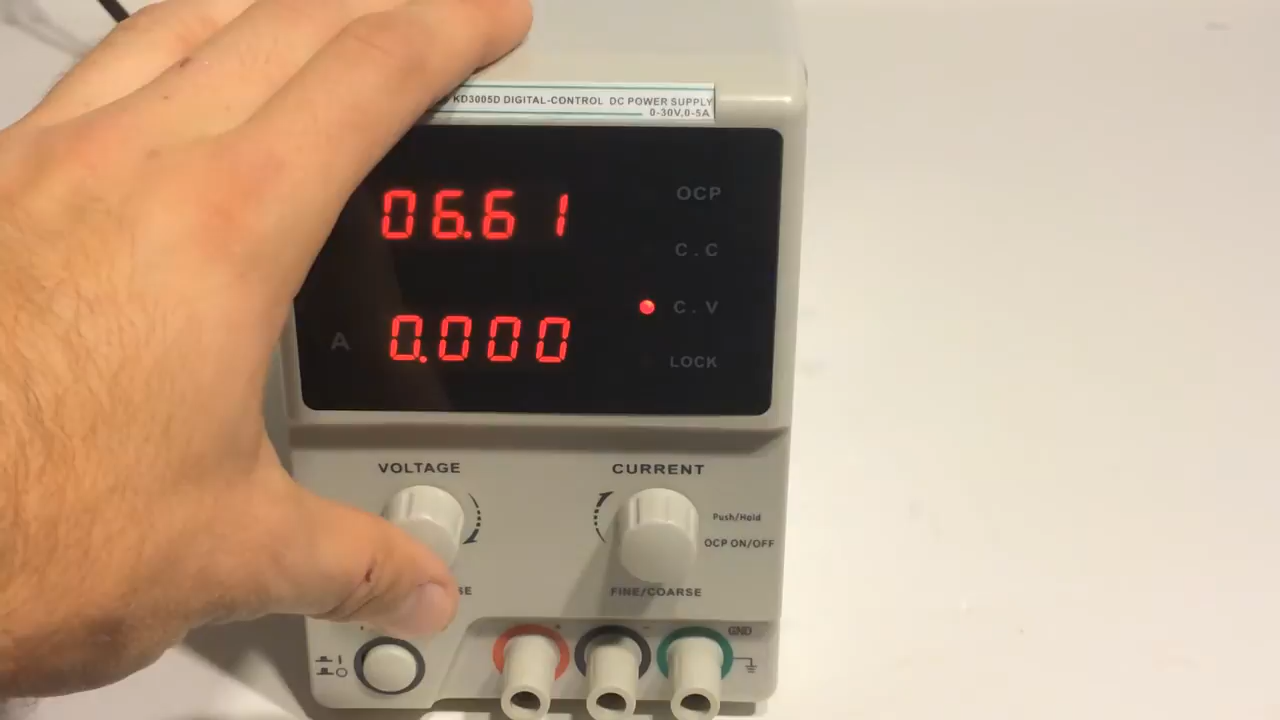 KD3005D DIGITAL-CONTROL DC POWER SUPPLY
0-30V,0-5A
OCP
06.61
C.C
C.V
A 0.000
LOCK
VOLTAGE CURRENT
Push/Hold
OCP ON/OFF
FINE/COARSE
+ - GND